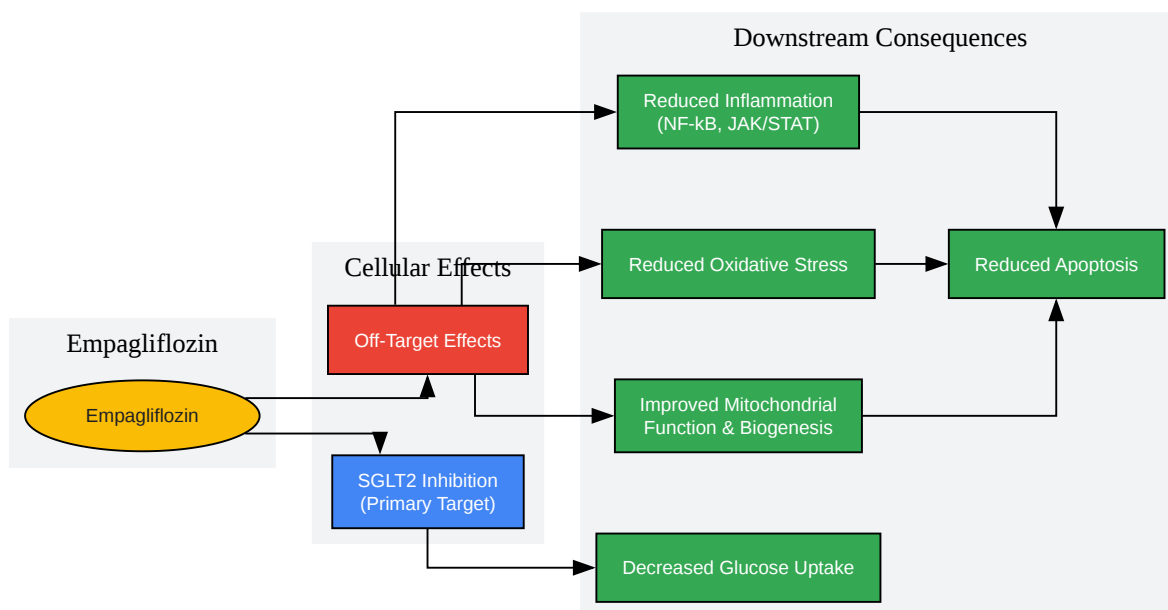 Downstream Consequences
Reduced Inflammation
(NF-kB, JAK/STAT)
Cellular Effects
Reduced Oxidative Stress
Reduced Apoptosis
Empagliflozin
Off-Target Effects
Empagliflozin
Improved Mitochondrial
Function & Biogenesis
SGLT2 Inhibition
(Primary Target)
Decreased Glucose Uptake